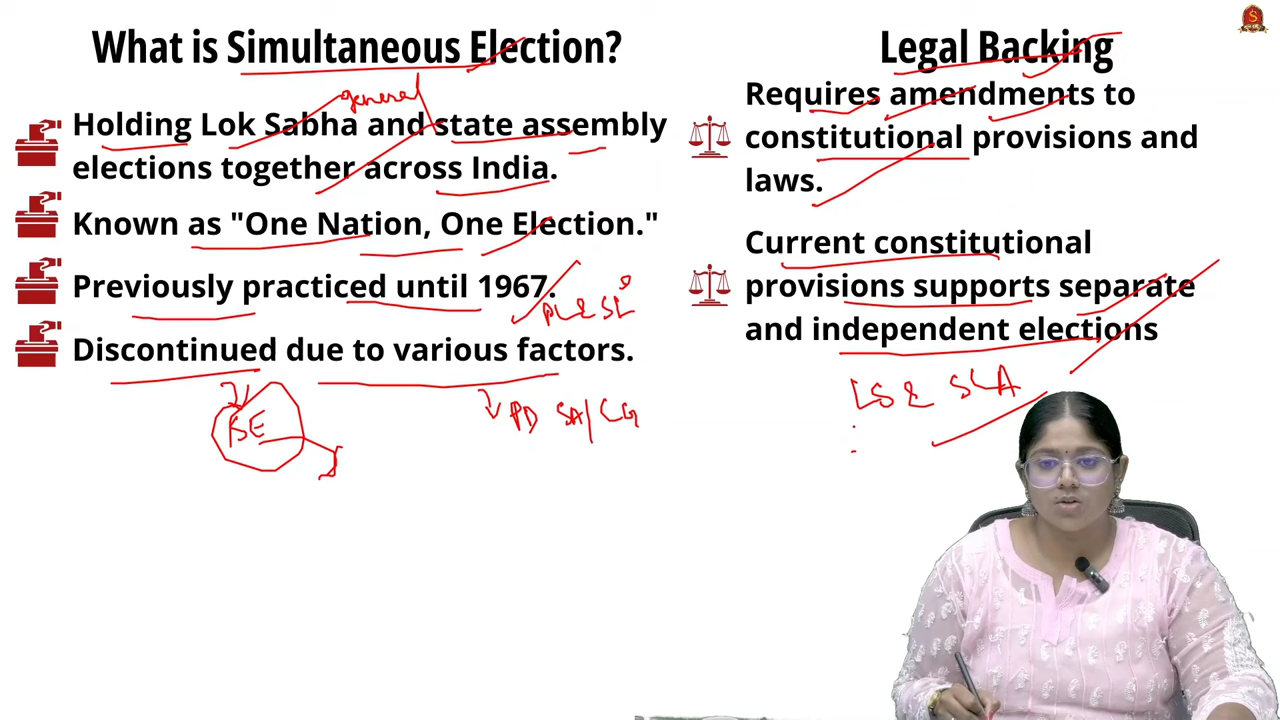 What is Simultaneous Election?
general
Holding Lok Sabha and state assembly
elections together across India.
Known as "One Nation, One Election."
Previously practiced until 1967.
PL & SL
Discontinued due to various factors.
PD SA/CG
Legal Backing
Requires amendments to
constitutional provisions and
laws.
Current constitutional
provisions supports separate
and independent elections
LS & SLA